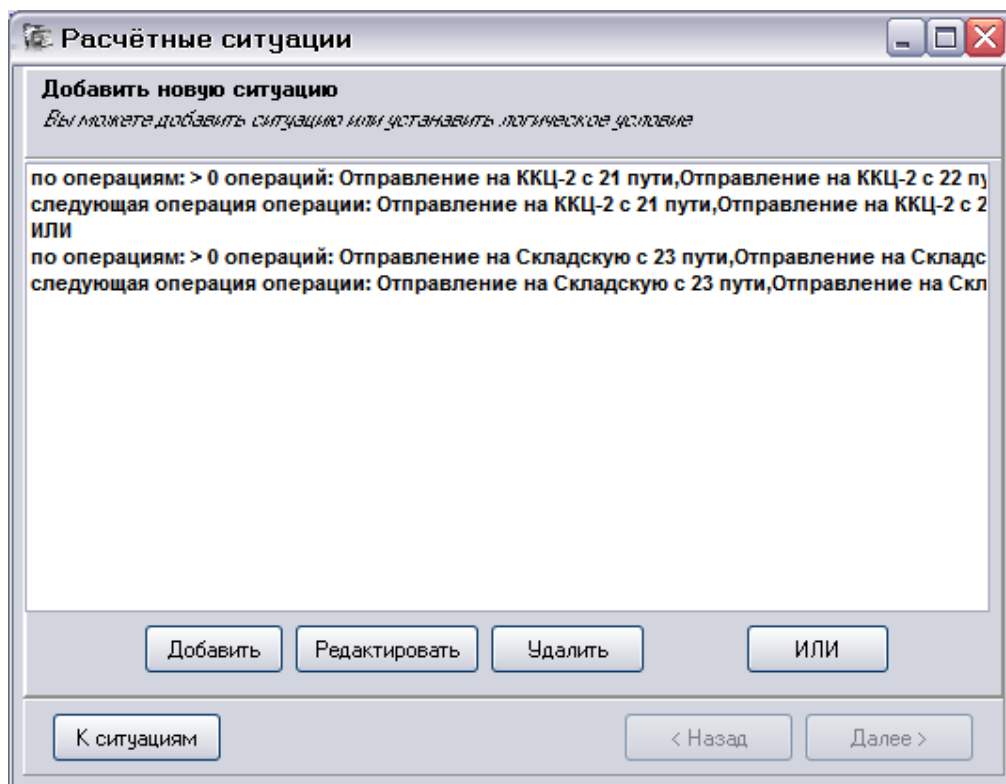 Расчётные ситуации
Добавить новую ситуацию
Вы можете добавить ситуацию или устанавить логическое условие
по операциям: > 0 операций: Отправление на ККЦ-2 с 21 пути,Отправление на ККЦ-2 с 22 пу
следующая операция операции: Отправление на ККЦ-2 с 21 пути,Отправление на ККЦ-2 с 2
ИЛИ
по операциям: > 0 операций: Отправление на Складскую с 23 пути,Отправление на Складс
следующая операция операции: Отправление на Складскую с 23 пути,Отправление на Скл
Добавить Редактировать Удалить ИЛИ
К ситуациям < Назад Далее >